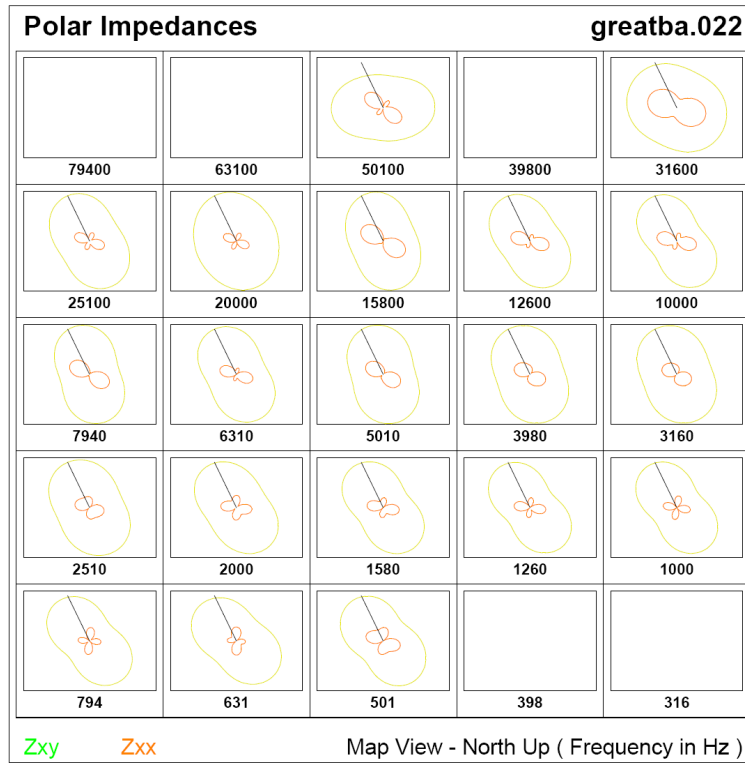 Polar Impedances greatba.022
79400 63100 50100 39800 31600
25100 20000 15800 12600 10000
7940 6310 5010 3980 3160
2510 2000 1580 1260 1000
794 631 501 398 316
Zxy Zxx Map View - North Up ( Frequency in Hz )